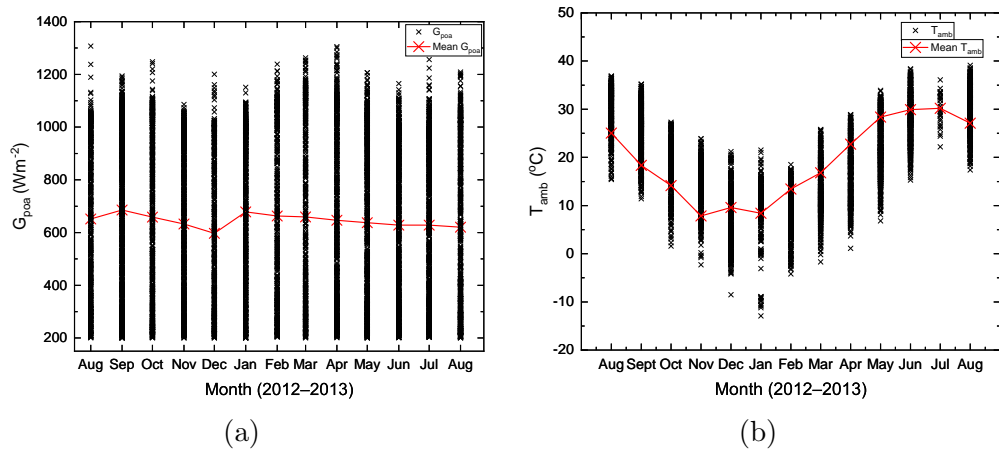 1400
1200
1000
800
600
400
200
G_poa (Wm⁻²)
G_poa
Mean G_poa
Aug Sep Oct Nov Dec Jan Feb Mar Apr May Jun Jul Aug
Month (2012–2013)
(a)
50
40
30
20
10
0
-10
-20
T_amb (⁰C)
T_amb
Mean T_amb
Aug Sept Oct Nov Dec Jan Feb Mar Apr May Jun Jul Aug
Month (2012–2013)
(b)